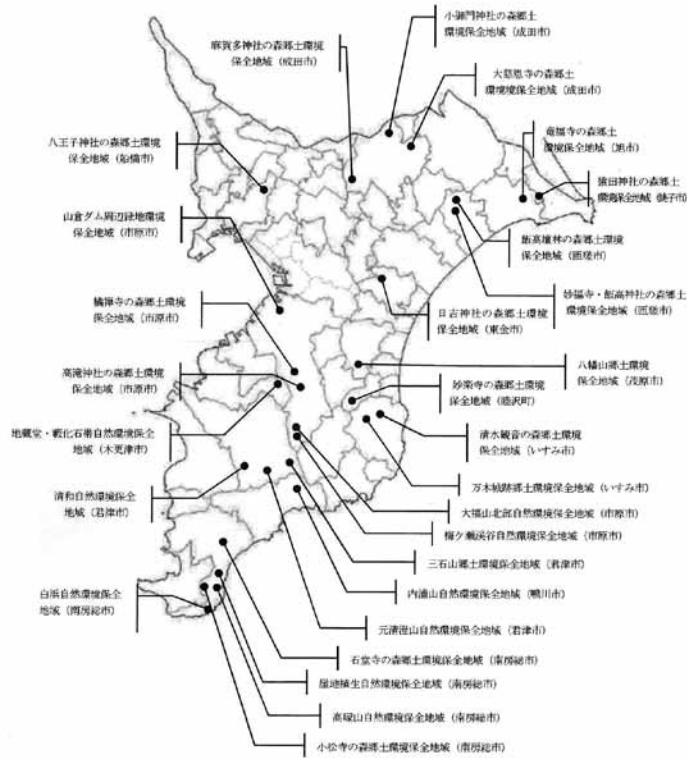 小御門神社の森郷土
環境保全地域（成田市）
麻賀多神社の森郷土環境
保全地域（成田市）
大慈恩寺の森郷土
環境境保全地域（成田市）
八王子神社の森郷土環境
保全地域（船橋市）
竜福寺の森郷土
環境保全地域（旭市）
猿田神社の森郷土
環境保全地域（銚子市）
山倉ダム周辺緑地環境
保全地域（市原市）
飯高壇林の森郷土環境
保全地域（匝瑳市）
妙福寺・飯高神社の森郷土
環境保全地域（匝瑳市）
橘禅寺の森郷土環境
保全地域（市原市）
日吉神社の森郷土環境
保全地域（東金市）
高滝神社の森郷土環境
保全地域（市原市）
八幡山郷土環境
保全地域（茂原市）
妙楽寺の森郷土環境
保全地域（睦沢町）
地蔵堂・藪化石帯自然環境保全
地域（木更津市）
清水観音の森郷土環境
保全地域（いすみ市）
清和自然環境保全
地域（君津市）
万木城跡郷土環境保全地域（いすみ市）
大福山北部自然環境保全地域（市原市）
梅ケ瀬渓谷自然環境保全地域（市原市）
三石山郷土環境保全地域（君津市）
白浜自然環境保全
地域（南房総市）
内浦山自然環境保全地域（鴨川市）
元清澄山自然環境保全地域（君津市）
石堂寺の森郷土環境保全地域（南房総市）
崖地植生自然環境保全地域（南房総市）
高塚山自然環境保全地域（南房総市）
小松寺の森郷土環境保全地域（南房総市）